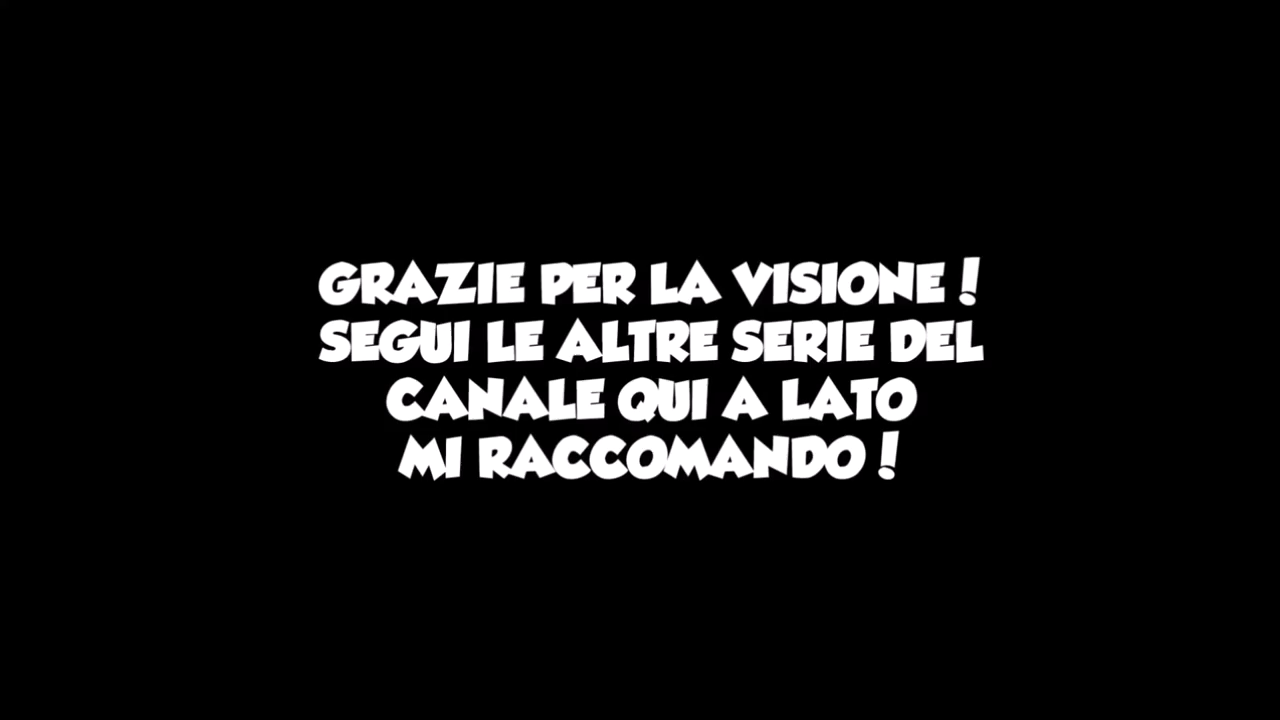 GRAZIE PER LA VISIONE!
SEGUI LE ALTRE SERIE DEL
CANALE QUI A LATO
MI RACCOMANDO!